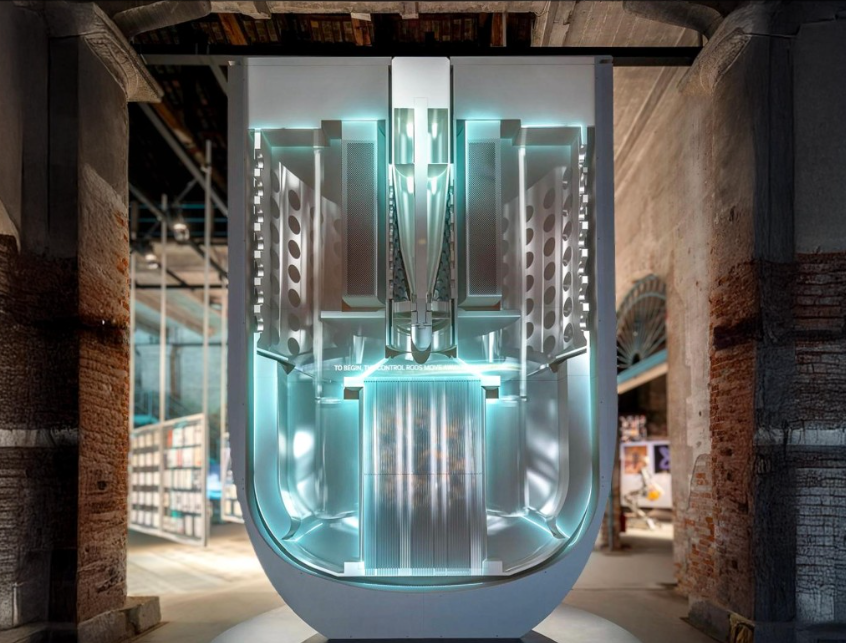 TO BEGIN, THE CONTROL RODS MOVE